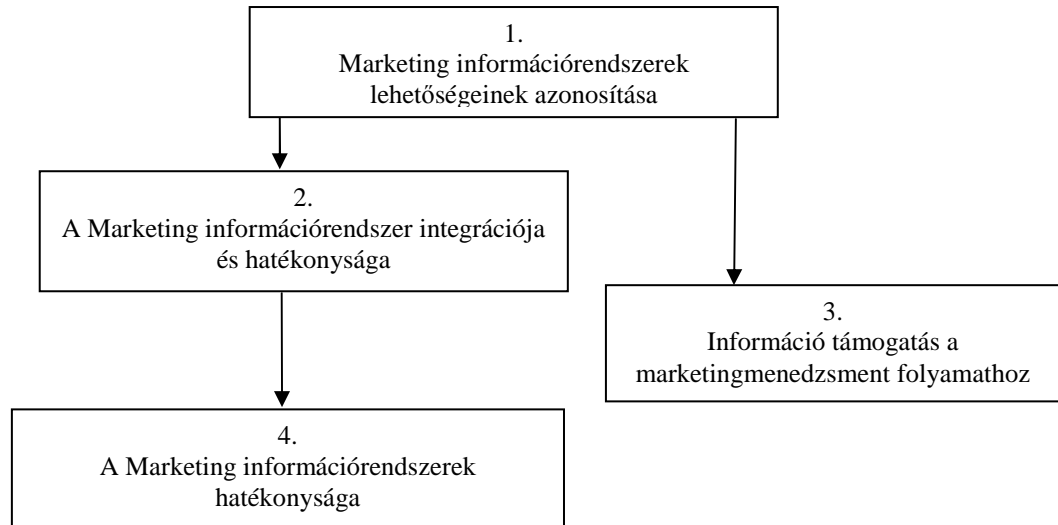 1.
Marketing információrendszerek
lehetőségeinek azonosítása
2.
A Marketing információrendszer integrációja
és hatékonysága
3.
Információ támogatás a
marketingmenedzsment folyamathoz
4.
A Marketing információrendszerek
hatékonysága